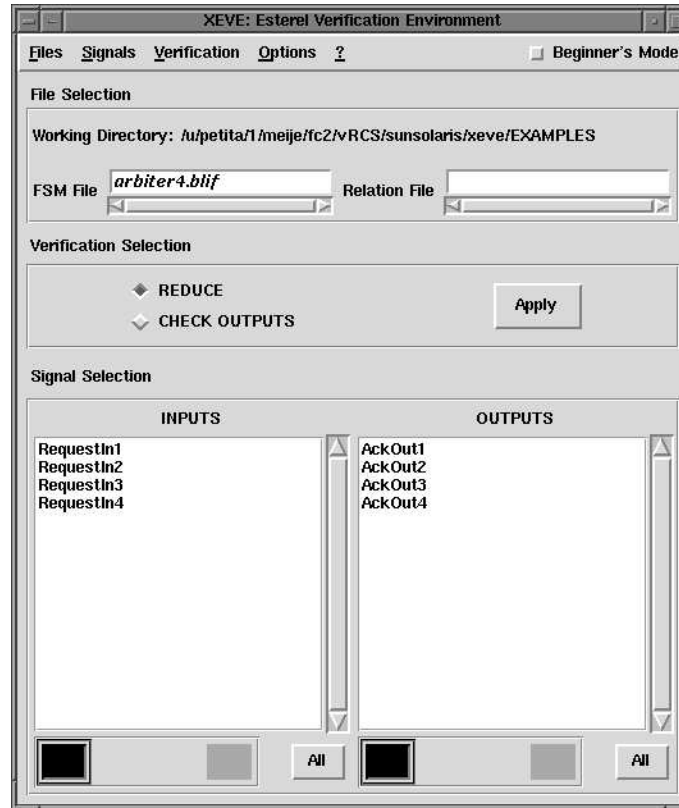 XEVE: Esterel Verification Environment
Files Signals Verification Options ? Beginner's Mode
File Selection
Working Directory: /u/petita/1/meije/fc2/vRCS/sunsolaris/xeve/EXAMPLES
FSM File arbiter4.blif Relation File
Verification Selection
REDUCE
CHECK OUTPUTS
Apply
Signal Selection
INPUTS OUTPUTS
RequestIn1 AckOut1
RequestIn2 AckOut2
RequestIn3 AckOut3
RequestIn4 AckOut4
All All